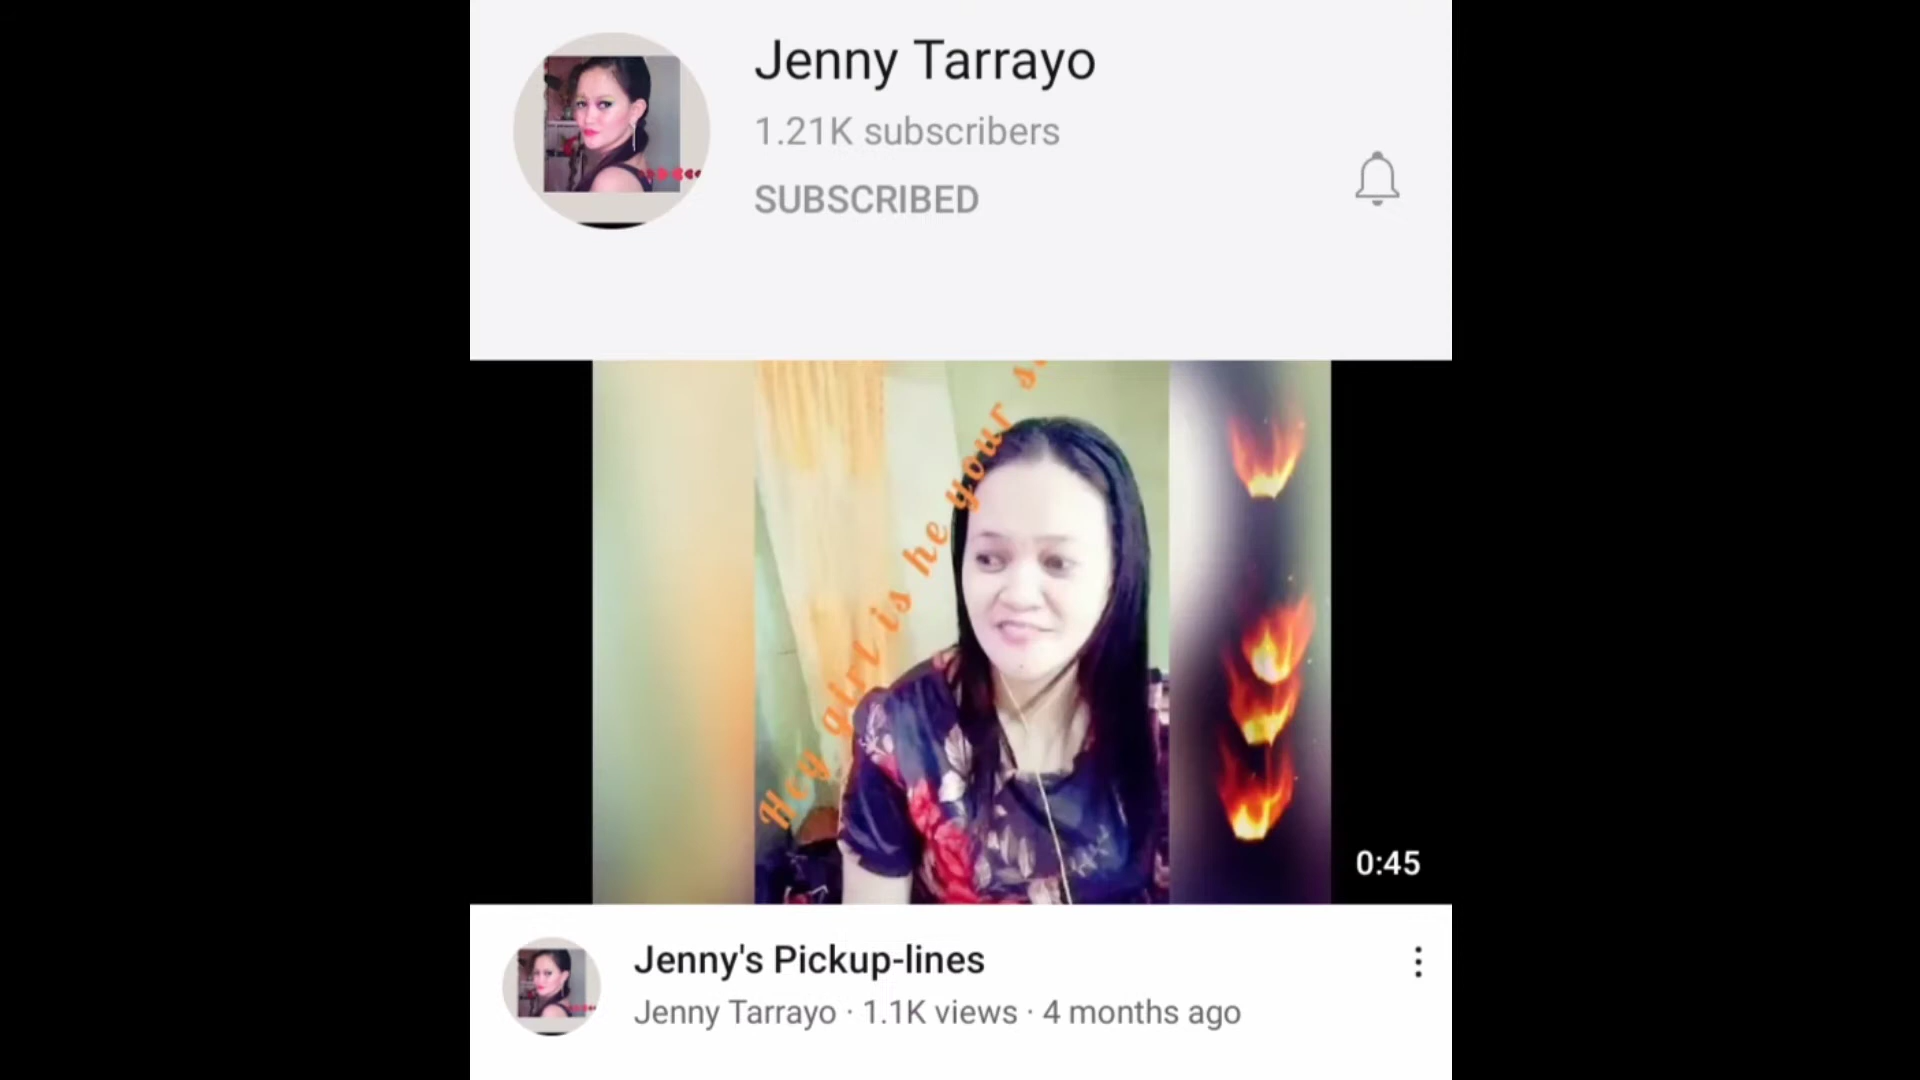 Jenny Tarrayo
1.21K subscribers
SUBSCRIBED
Hey girl is he your
0:45
Jenny's Pickup-lines
Jenny Tarrayo · 1.1K views · 4 months ago